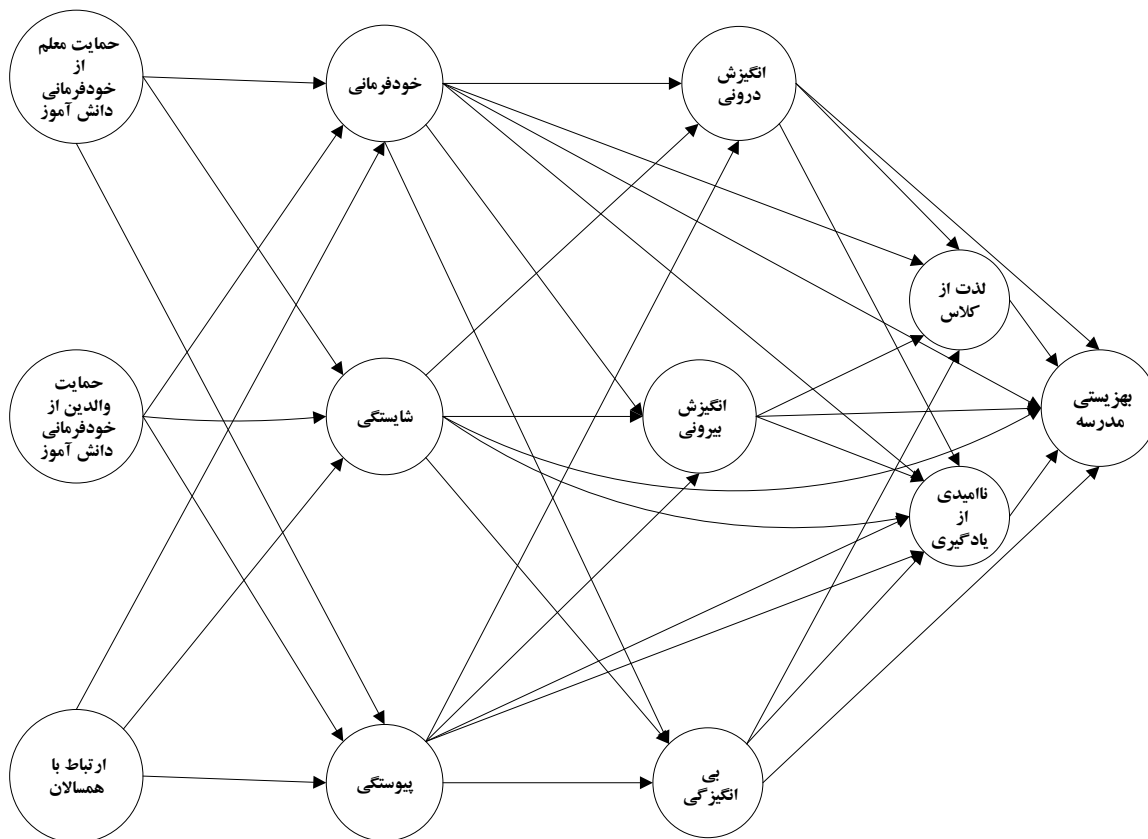 حمایت معلم
از
خودفرمانی
دانش آموز
خودفرمانی
انگیزش
درونی
لذت از
کلاس
حمایت
والدین از
خودفرمانی
دانش آموز
شایستگی
انگیزش
بیرونی
بهزیستی
مدرسه
ناامیدی
از
یادگیری
ارتباط با
همسالان
پیوستگی
بی
انگیزگی